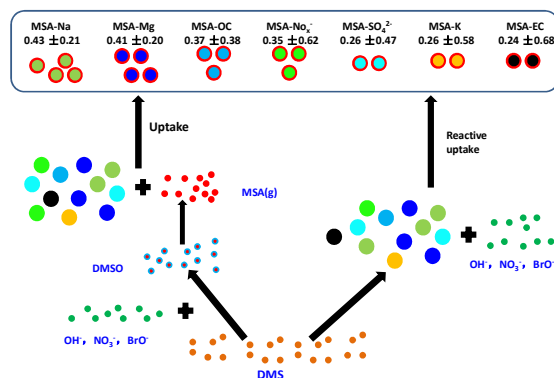 MSA-Na MSA-Mg MSA-OC MSA-Noₓ⁻ MSA-SO₄²⁻ MSA-K MSA-EC
0.43 ±0.21 0.41 ±0.20 0.37 ±0.38 0.35 ±0.62 0.26 ±0.47 0.26 ±0.58 0.24 ±0.68
Uptake
Reactive
uptake
MSA(g)
DMSO
OH⁻, NO₃⁻, BrO⁻
OH⁻, NO₃⁻, BrO⁻
DMS